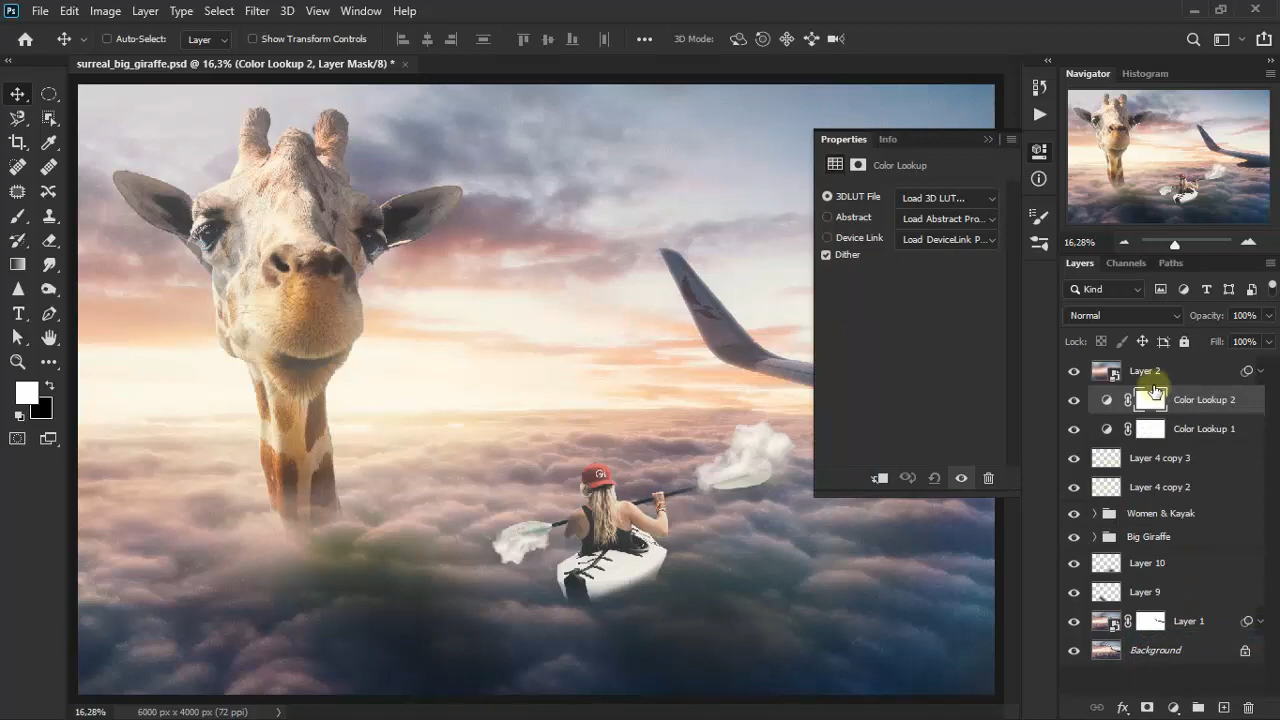 Ps File Edit Image Layer Type Select Filter 3D View Window Help
Auto-Select: Layer Show Transform Controls 3D Mode:
surreal_big_giraffe.psd @ 16,3% (Color Lookup 2, Layer Mask/8) *
Navigator Histogram
Properties Info
Color Lookup
3DLUT File Load 3D LUT...
Abstract Load Abstract Pro...
Device Link Load DeviceLink P...
Dither
16,28%
Layers Channels Paths
Kind
Normal Opacity: 100%
Lock: Fill: 100%
Layer 2
Color Lookup 2
Color Lookup 1
Layer 4 copy 3
Layer 4 copy 2
Women & Kayak
Big Giraffe
Layer 10
Layer 9
Layer 1
Background
16,28% 6000 px x 4000 px (72 ppi)